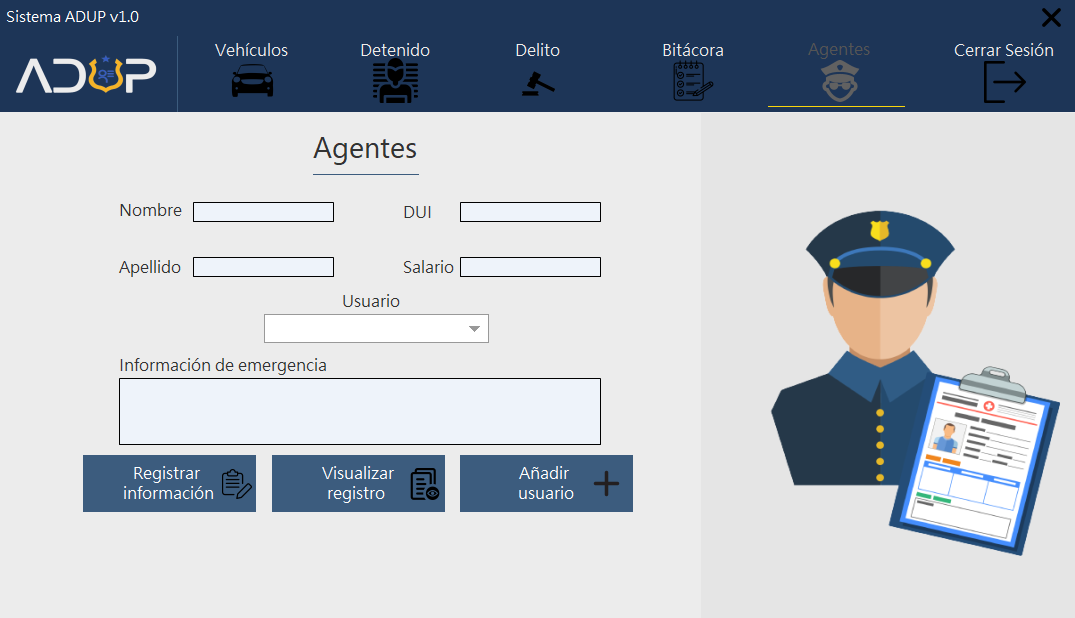 Sistema ADUP v1.0
ADUP
Vehículos
Detenido
Delito
Bitácora
Agentes
Cerrar Sesión
Agentes
Nombre
DUI
Apellido
Salario
Usuario
Información de emergencia
Registrar
información
Visualizar
registro
Añadir
usuario